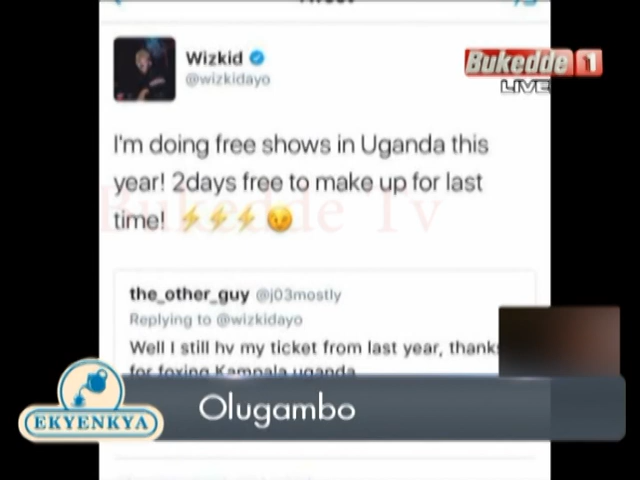 Wizkid
@wizkidayo
Bukedde 1
LIVE
I'm doing free shows in Uganda this
year! 2days free to make up for last
time! ⚡⚡⚡😉
Bukedde Tv
the_other_guy @j03mostly
Replying to @wizkidayo
Well I still hv my ticket from last year, thanks
for foxing Kampala uganda
EKYENKYA
Olugambo